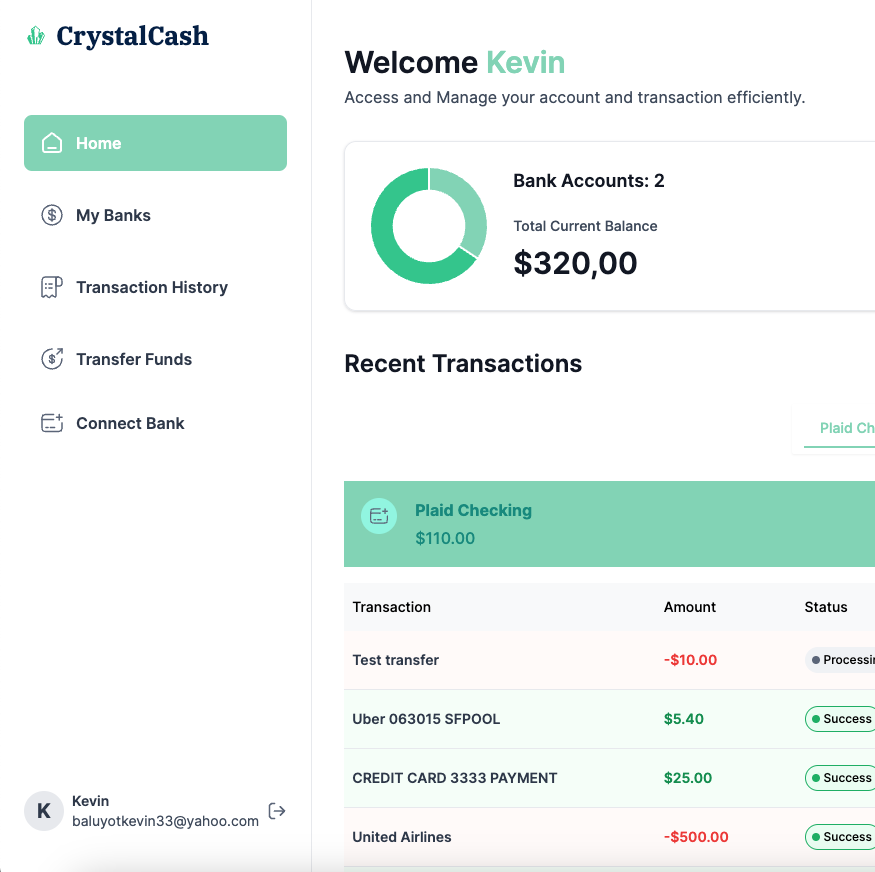 CrystalCash
Home
My Banks
Transaction History
Transfer Funds
Connect Bank
K
Kevin
baluyotkevin33@yahoo.com
Welcome Kevin
Access and Manage your account and transaction efficiently.
Bank Accounts: 2
Total Current Balance
$320,00
Recent Transactions
Plaid Ch
Plaid Checking
$110.00
Transaction Amount Status
Test transfer -$10.00 Processin
Uber 063015 SFPOOL $5.40 Success
CREDIT CARD 3333 PAYMENT $25.00 Success
United Airlines -$500.00 Success